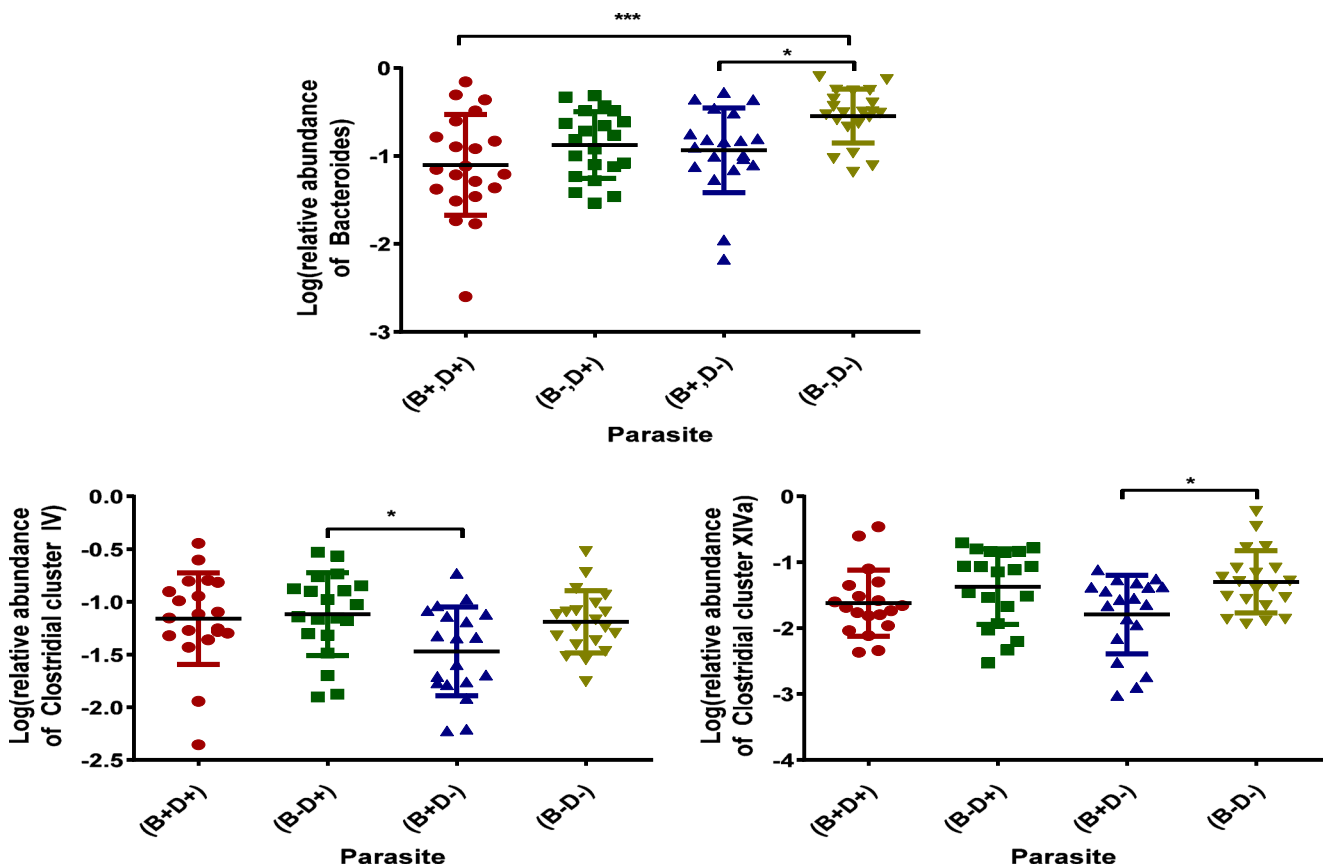 ***
*
Log(relative abundance
of Bacteroides)
0
-1
-2
-3
(B+,D+)
(B-,D+)
(B+,D-)
(B-,D-)
Parasite
Log(relative abundance
of Clostridial cluster IV)
0.0
-0.5
-1.0
-1.5
-2.0
-2.5
*
(B+D+)
(B-D+)
(B+D-)
(B-D-)
Parasite
Log(relative abundance
of Clostridial cluster XIVa)
0
-1
-2
-3
-4
*
(B+D+)
(B-D+)
(B+D-)
(B-D-)
Parasite